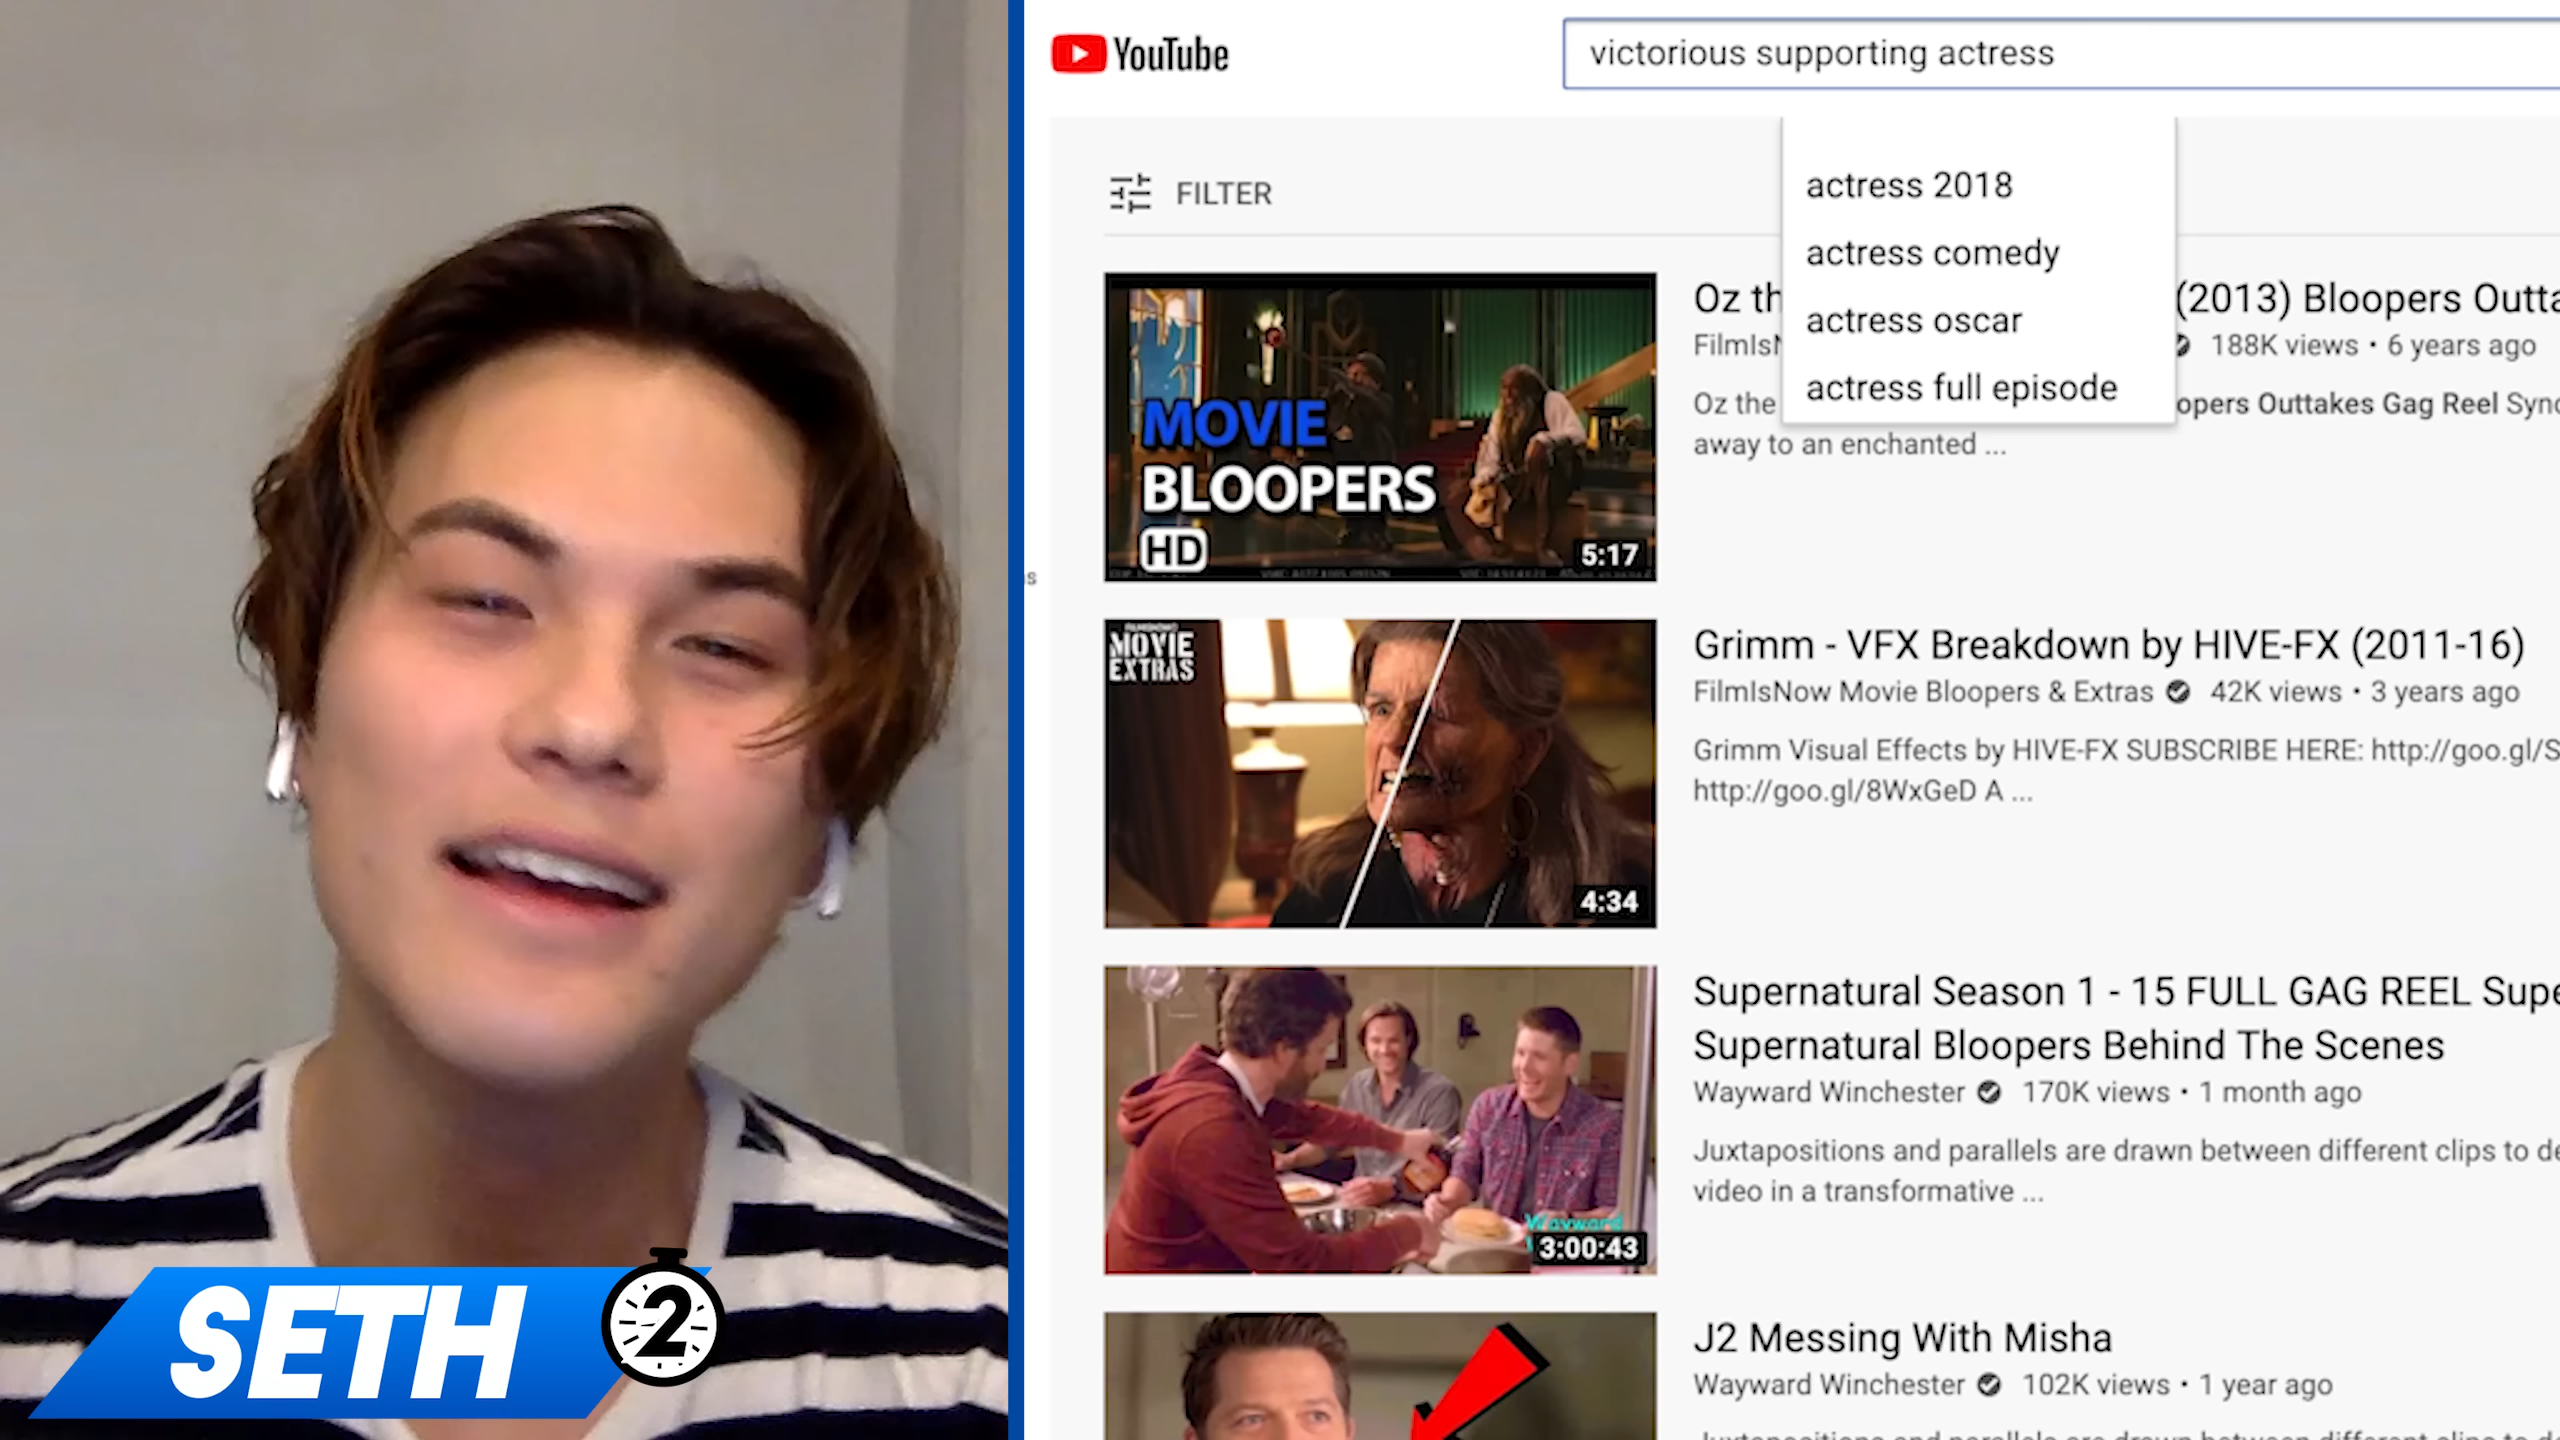 YouTube
victorious supporting actress
FILTER
actress 2018
actress comedy
actress oscar
actress full episode
Oz th
(2013) Bloopers Outta
FilmIsN
188K views • 6 years ago
Oz the
opers Outtakes Gag Reel Sync
away to an enchanted ...
MOVIE
BLOOPERS
HD
5:17
MOVIE
EXTRAS
4:34
Grimm - VFX Breakdown by HIVE-FX (2011-16)
FilmIsNow Movie Bloopers & Extras 42K views • 3 years ago
Grimm Visual Effects by HIVE-FX SUBSCRIBE HERE: http://goo.gl/S
http://goo.gl/8WxGeD A ...
Wayward
3:00:43
Supernatural Season 1 - 15 FULL GAG REEL Supe
Supernatural Bloopers Behind The Scenes
Wayward Winchester 170K views • 1 month ago
Juxtapositions and parallels are drawn between different clips to de
video in a transformative ...
J2 Messing With Misha
Wayward Winchester 102K views • 1 year ago
SETH
2